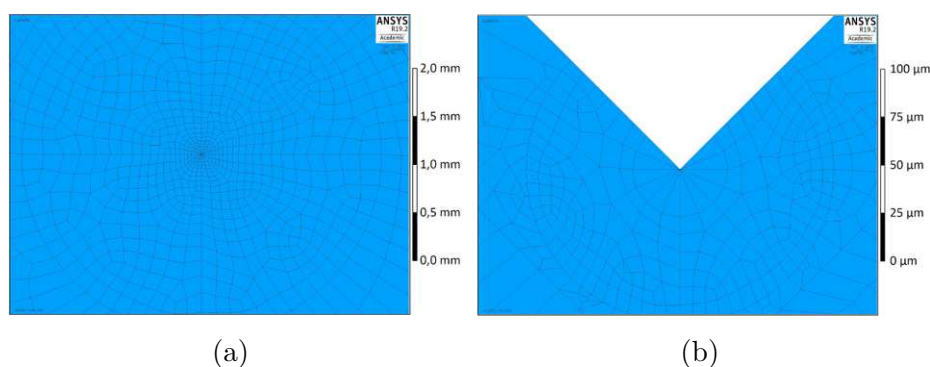 ANSYS
R19.2
Academic
2,0 mm
1,5 mm
1,0 mm
0,5 mm
0,0 mm
(a)
ANSYS
R19.2
Academic
100 µm
75 µm
50 µm
25 µm
0 µm
(b)